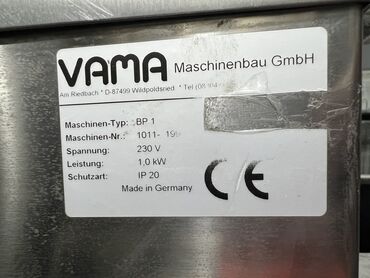 VAMA Maschinenbau GmbH
Am Riedbach * D-87499 Wildpoldsried * Tel
Maschinen-Typ: BP 1
Maschinen-Nr.: 1011-
Spannung: 230 V
Leistung: 1,0 kW
Schutzart: IP 20
Made in Germany
CE